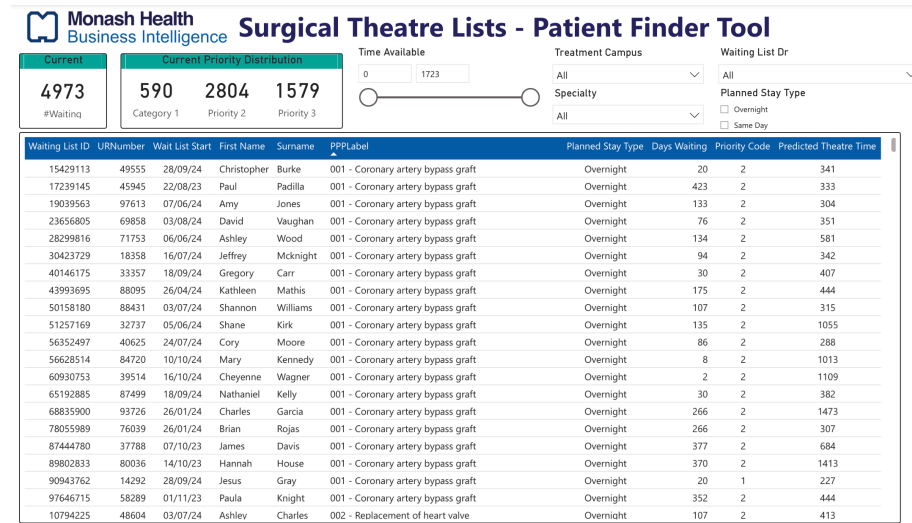 Monash Health
Business Intelligence
Surgical Theatre Lists - Patient Finder Tool
Current
4973
#Waiting
Current Priority Distribution
590 2804 1579
Category 1 Priority 2 Priority 3
Time Available
0 1723
Treatment Campus
All
Specialty
All
Waiting List Dr
All
Planned Stay Type
Overnight
Same Day
Waiting List ID URNumber Wait List Start First Name Surname PPPLabel Planned Stay Type Days Waiting Priority Code Predicted Theatre Time
15429113 49555 28/09/24 Christopher Burke 001 - Coronary artery bypass graft Overnight 20 2 341
17239145 45945 22/08/23 Paul Padilla 001 - Coronary artery bypass graft Overnight 423 2 333
19039563 97613 07/06/24 Amy Jones 001 - Coronary artery bypass graft Overnight 133 2 304
23656805 69858 03/08/24 David Vaughan 001 - Coronary artery bypass graft Overnight 76 2 351
28299816 71753 06/06/24 Ashley Wood 001 - Coronary artery bypass graft Overnight 134 2 581
30423729 18358 16/07/24 Jeffrey Mcknight 001 - Coronary artery bypass graft Overnight 94 2 342
40146175 33357 18/09/24 Gregory Carr 001 - Coronary artery bypass graft Overnight 30 2 407
43993695 88095 26/04/24 Kathleen Mathis 001 - Coronary artery bypass graft Overnight 175 2 444
50158180 88431 03/07/24 Shannon Williams 001 - Coronary artery bypass graft Overnight 107 2 315
51257169 32737 05/06/24 Shane Kirk 001 - Coronary artery bypass graft Overnight 135 2 1055
56352497 40625 24/07/24 Cory Moore 001 - Coronary artery bypass graft Overnight 86 2 288
56628514 84720 10/10/24 Mary Kennedy 001 - Coronary artery bypass graft Overnight 8 2 1013
60930753 39514 16/10/24 Cheyenne Wagner 001 - Coronary artery bypass graft Overnight 2 2 1109
65192885 87499 18/09/24 Nathaniel Kelly 001 - Coronary artery bypass graft Overnight 30 2 382
68835900 93726 26/01/24 Charles Garcia 001 - Coronary artery bypass graft Overnight 266 2 1473
78055989 76039 26/01/24 Brian Rojas 001 - Coronary artery bypass graft Overnight 266 2 307
87444780 37788 07/10/23 James Davis 001 - Coronary artery bypass graft Overnight 377 2 684
89802833 80036 14/10/23 Hannah House 001 - Coronary artery bypass graft Overnight 370 2 1413
90943762 14292 28/09/24 Jesus Gray 001 - Coronary artery bypass graft Overnight 20 1 227
97646715 58289 01/11/23 Paula Knight 001 - Coronary artery bypass graft Overnight 352 2 444
10794225 48604 03/07/24 Ashley Charles 002 - Replacement of heart valve Overnight 107 2 413